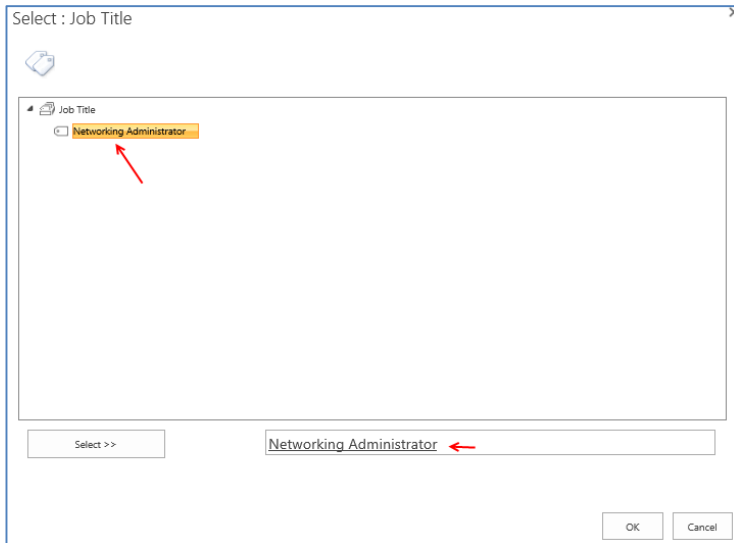 Select : Job Title
Job Title
Networking Administrator
Select >>
Networking Administrator
OK
Cancel